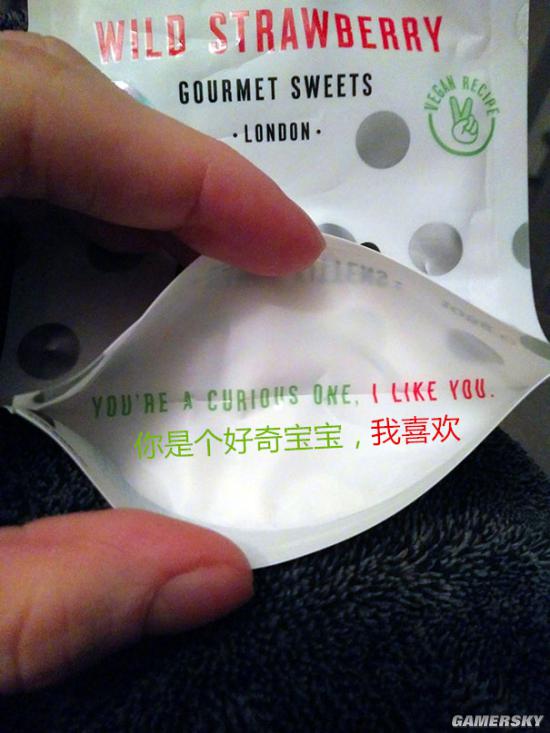 WILD STRAWBERRY
GOURMET SWEETS
· LONDON ·
VEGAN RECIPE
YOU'RE A CURIOUS ONE, I LIKE YOU.
你是个好奇宝宝，我喜欢
GAMERSKY